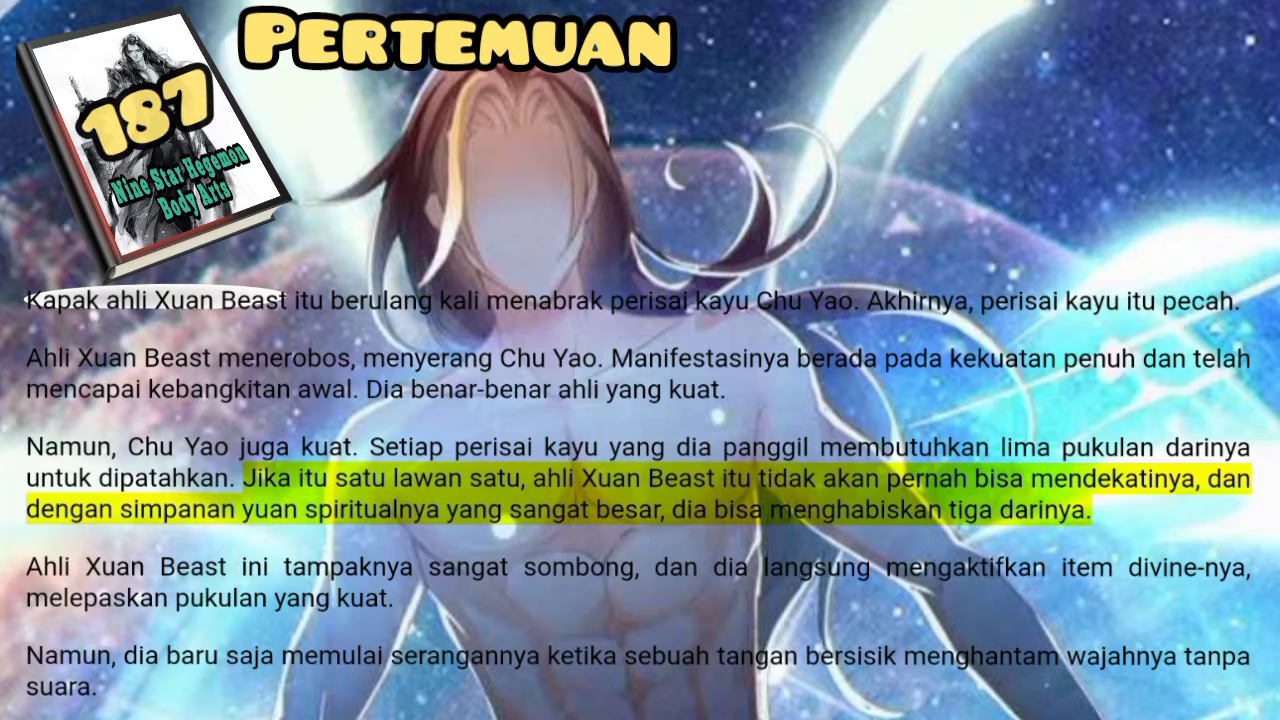 PERTEMUAN
187
Nine Star Hegemon
Body Arts
Kapak ahli Xuan Beast itu berulang kali menabrak perisai kayu Chu Yao. Akhirnya, perisai kayu itu pecah.
Ahli Xuan Beast menerobos, menyerang Chu Yao. Manifestasinya berada pada kekuatan penuh dan telah
mencapai kebangkitan awal. Dia benar-benar ahli yang kuat.
Namun, Chu Yao juga kuat. Setiap perisai kayu yang dia panggil membutuhkan lima pukulan darinya
untuk dipatahkan. Jika itu satu lawan satu, ahli Xuan Beast itu tidak akan pernah bisa mendekatinya, dan
dengan simpanan yuan spiritualnya yang sangat besar, dia bisa menghabiskan tiga darinya.
Ahli Xuan Beast ini tampaknya sangat sombong, dan dia langsung mengaktifkan item divine-nya,
melepaskan pukulan yang kuat.
Namun, dia baru saja memulai serangannya ketika sebuah tangan bersisik menghantam wajahnya tanpa
suara.